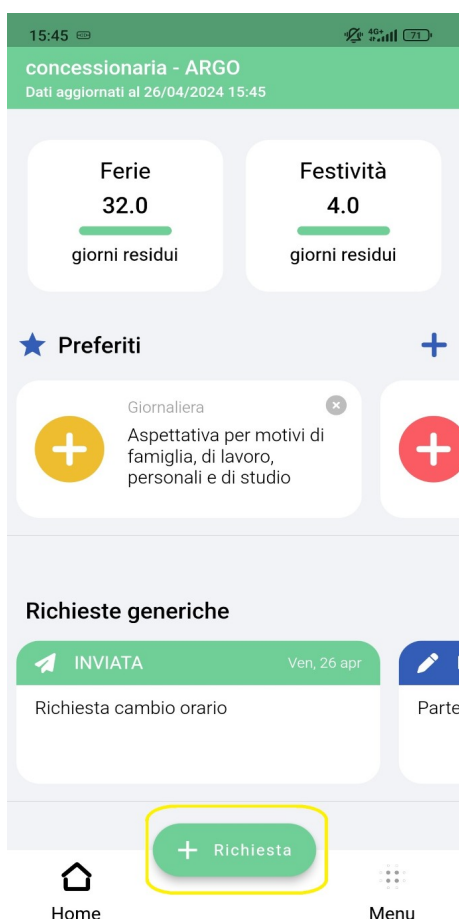 15:45
4G+
71
concessionaria - ARGO
Dati aggiornati al 26/04/2024 15:45
Ferie
32.0
giorni residui
Festività
4.0
giorni residui
Preferiti
Giornaliera
Aspettativa per motivi di
famiglia, di lavoro,
personali e di studio
Richieste generiche
INVIATA
Ven, 26 apr
Richiesta cambio orario
Parte
+ Richiesta
Home
Menu